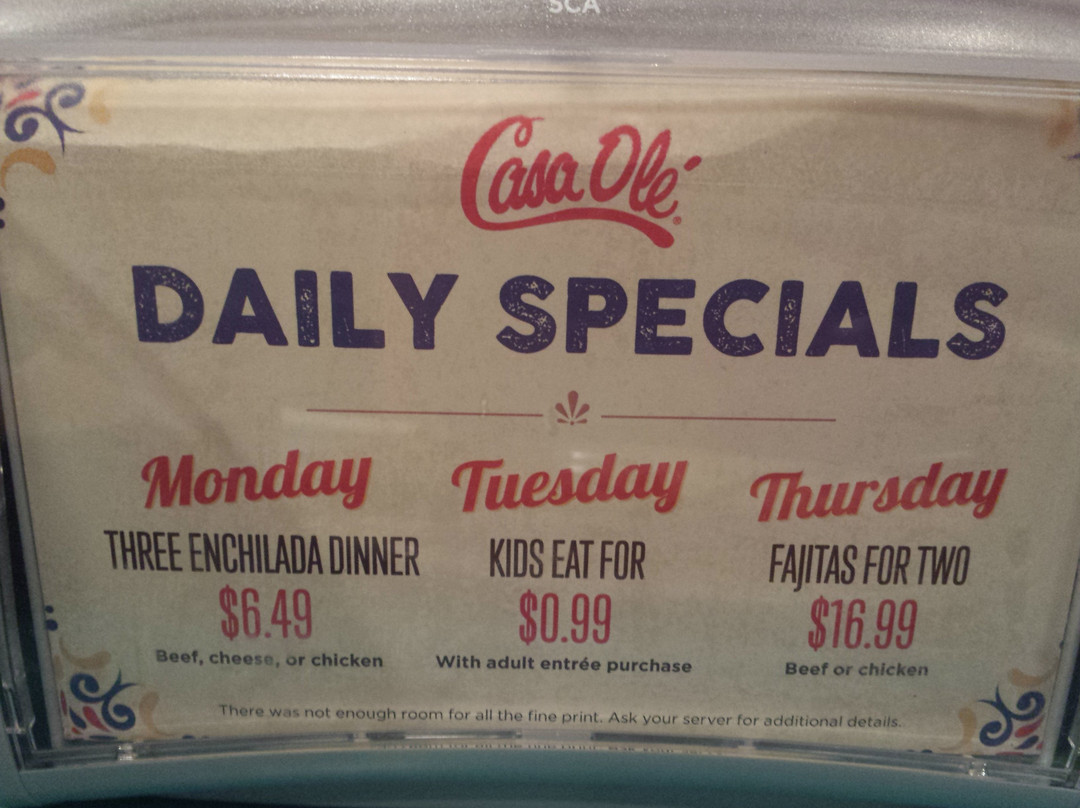 SCA
Casa Olé®
DAILY SPECIALS
Monday
THREE ENCHILADA DINNER
$6.49
Beef, cheese, or chicken
Tuesday
KIDS EAT FOR
$0.99
With adult entrée purchase
Thursday
FAJITAS FOR TWO
$16.99
Beef or chicken
There was not enough room for all the fine print. Ask your server for additional details.